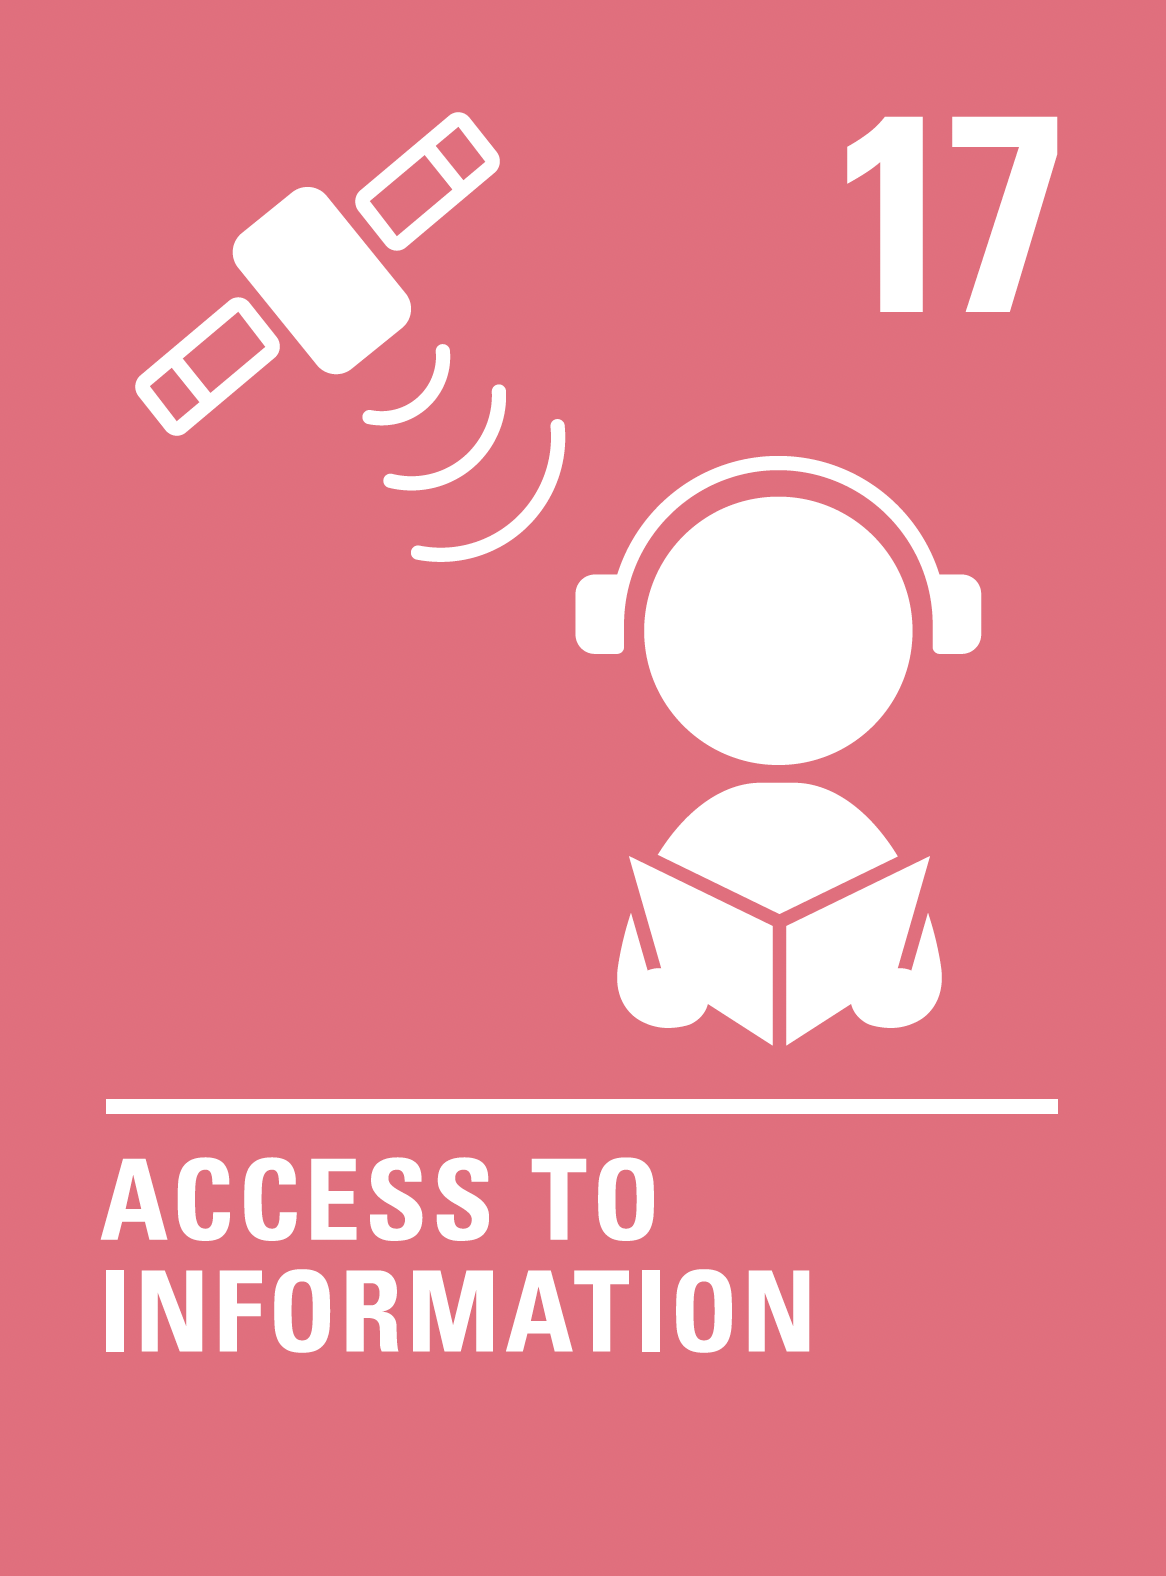 17
ACCESS TO
INFORMATION